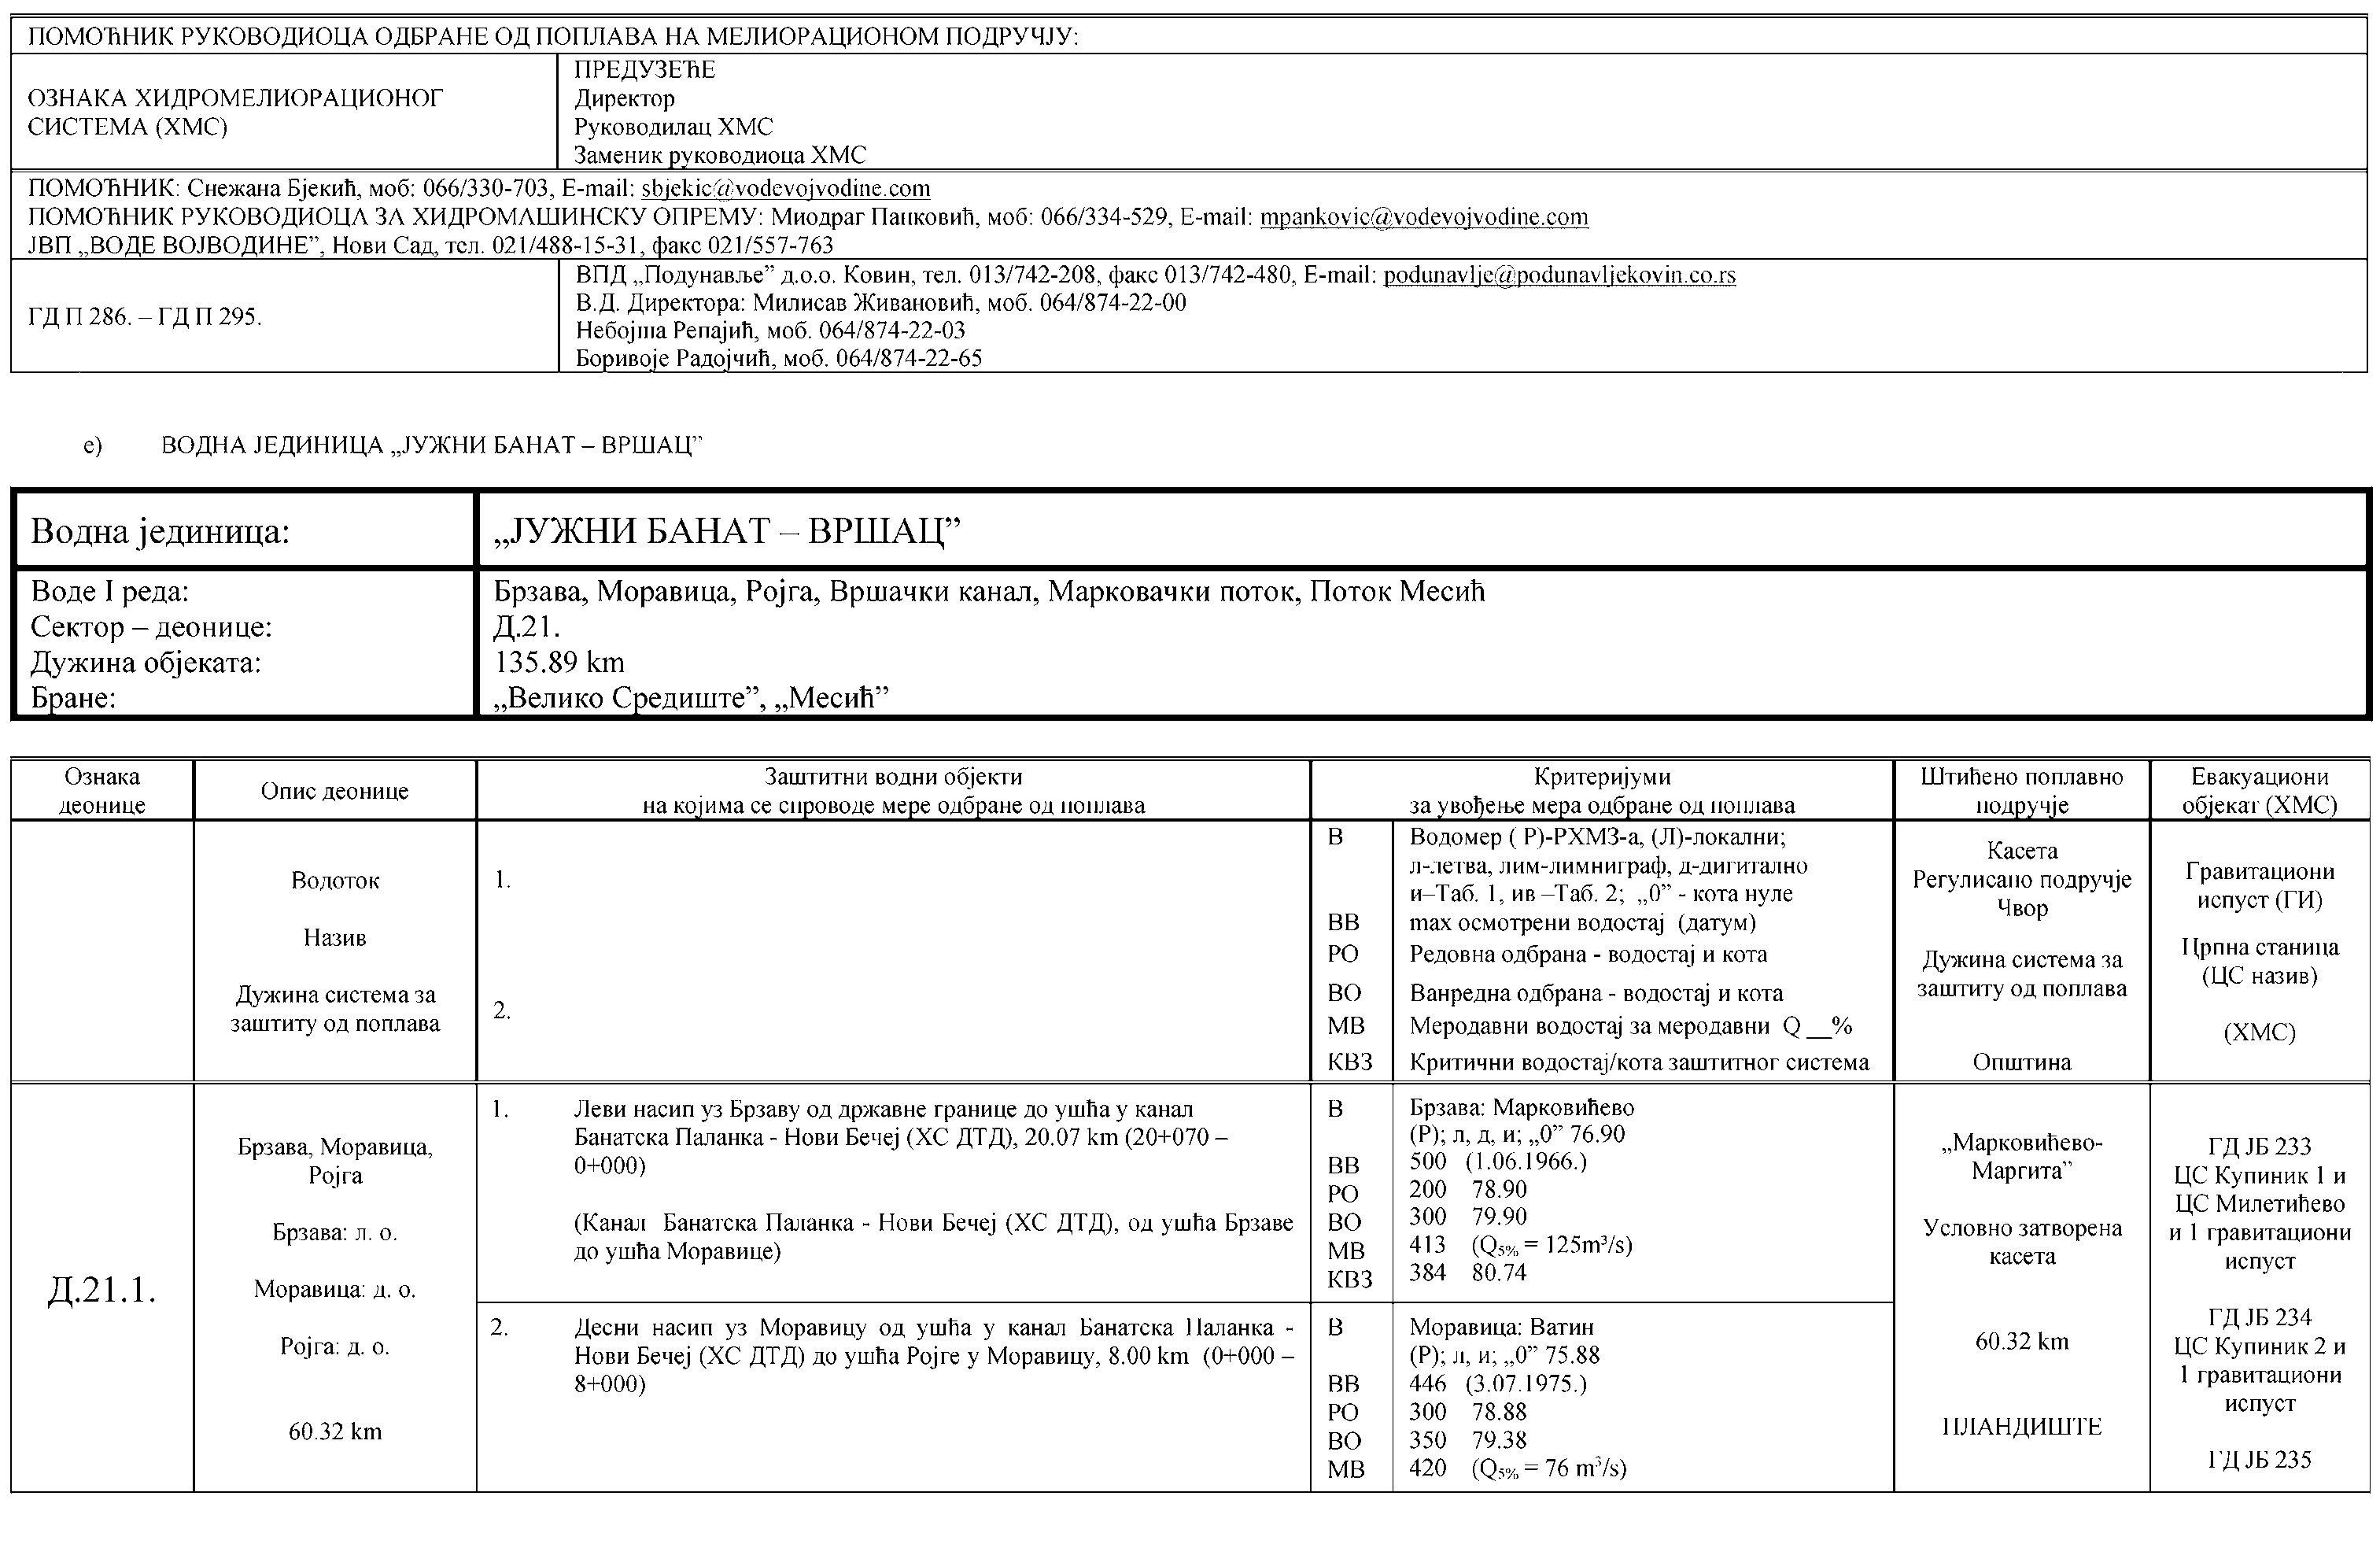 ПОМОЋНИК РУКОВОДИОЦА ОДБРАНЕ ОД ПОПЛАВА НА МЕЛИОРАЦИОНОМ ПОДРУЧЈУ:
ОЗНАКА ХИДРОМЕЛИОРАЦИОНОГ
СИСТЕМА (ХМС)
ПРЕДУЗЕЋЕ
Директор
Руководилац ХМС
Заменик руководиоца ХМС
ПОМОЋНИК: Снежана Бјекић, моб: 066/330-703, E-mail: sbjekic@vodevojvodine.com
ПОМОЋНИК РУКОВОДИОЦА ЗА ХИДРОМАШИНСКУ ОПРЕМУ: Миодраг Панковић, моб: 066/334-529, E-mail: mpankovic@vodevojvodine.com
ЈВП „ВОДЕ ВОЈВОДИНЕ”, Нови Сад, тел. 021/488-15-31, факс 021/557-763
ГД П 286. – ГД П 295.
ВПД „Подунавље” д.о.о. Ковин, тел. 013/742-208, факс 013/742-480, E-mail: podunavlje@podunavljekovin.co.rs
В.Д. Директора: Милисав Живановић, моб. 064/874-22-00
Небојша Репајић, моб. 064/874-22-03
Боривоје Радојчић, моб. 064/874-22-65
е) ВОДНА ЈЕДИНИЦА „ЈУЖНИ БАНАТ – ВРШАЦ”
Водна јединица:
„ЈУЖНИ БАНАТ – ВРШАЦ”
Воде I реда:
Брзава, Моравица, Ројга, Вршачки канал, Марковачки поток, Поток Месић
Сектор – деонице:
Д.21.
Дужина објеката:
135.89 km
Бране:
„Велико Средиште”, „Месић”
Ознака
деонице
Опис деонице
Заштитни водни објекти
на којима се спроводе мере одбране од поплава
Критеријуми
за увођење мера одбране од поплава
Штићено поплавно
подручје
Евакуациони
објекат (ХМС)
Водоток
Назив
Дужина система за
заштиту од поплава
1.
2.
В Водомер ( Р)-РХМЗ-а, (Л)-локални;
л-летва, лим-лимниграф, д-дигитално
и–Таб. 1, ив –Таб. 2; „0” - кота нуле
ВВ max осмотрени водостај (датум)
РО Редовна одбрана - водостај и кота
ВО Ванредна одбрана - водостај и кота
МВ Меродавни водостај за меродавни Q __%
КВЗ Критични водостај/кота заштитног система
Касета
Регулисано подручје
Чвор
Дужина система за
заштиту од поплава
Општина
Гравитациони
испуст (ГИ)
Црпна станица
(ЦС назив)
(ХМС)
Д.21.1.
Брзава, Моравица,
Ројга
Брзава: л. о.
Моравица: д. о.
Ројга: д. о.
60.32 km
1. Леви насип уз Брзаву од државне границе до ушћа у канал
Банатска Паланка - Нови Бечеј (ХС ДТД), 20.07 km (20+070 –
0+000)
(Канал Банатска Паланка - Нови Бечеј (ХС ДТД), од ушћа Брзаве
до ушћа Моравице)
В Брзава: Марковићево
(Р); л, д, и; „0” 76.90
ВВ 500 (1.06.1966.)
РО 200 78.90
ВО 300 79.90
МВ 413 (Q5% = 125m³/s)
КВЗ 384 80.74
2. Десни насип уз Моравицу од ушћа у канал Банатска Паланка -
Нови Бечеј (ХС ДТД) до ушћа Ројге у Моравицу, 8.00 km (0+000 –
8+000)
В Моравица: Ватин
(Р); л, и; „0” 75.88
ВВ 446 (3.07.1975.)
РО 300 78.88
ВО 350 79.38
МВ 420 (Q5% = 76 m³/s)
„Марковићево-
Маргита”
Условно затворена
касета
60.32 km
ПЛАНДИШТЕ
ГД ЈБ 233
ЦС Купиник 1 и
ЦС Милетићево
и 1 гравитациони
испуст
ГД ЈБ 234
ЦС Купиник 2 и
1 гравитациони
испуст
ГД ЈБ 235